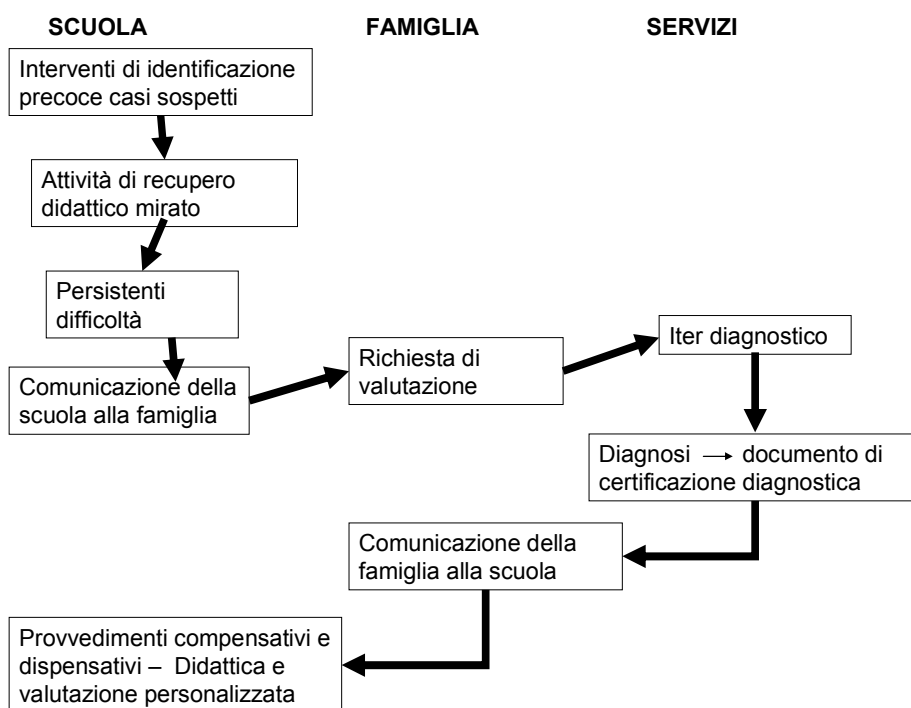 SCUOLA
FAMIGLIA
SERVIZI
Interventi di identificazione
precoce casi sospetti
Attività di recupero
didattico mirato
Persistenti
difficoltà
Iter diagnostico
Richiesta di
valutazione
Comunicazione della
scuola alla famiglia
Diagnosi → documento di
certificazione diagnostica
Comunicazione della
famiglia alla scuola
Provvedimenti compensativi e
dispensativi – Didattica e
valutazione personalizzata